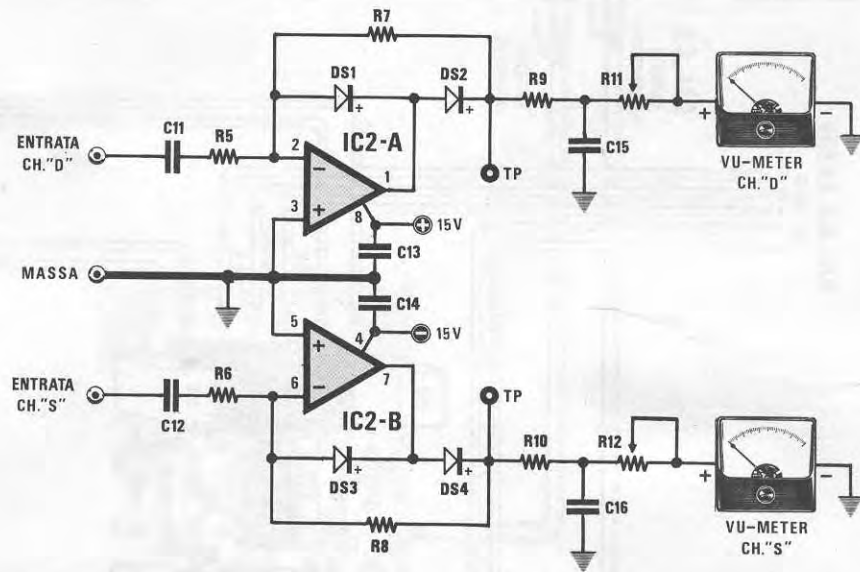 R7
DS1
DS2
R9
R11
C11
R5
IC2-A
ENTRATA
CH."D"
2
1
3
8
+
-
+
-
+
+
C15
TP
VU-METER
CH."D"
+ 15V
C13
MASSA
C14
- 15V
5
4
+
-
6
7
ENTRATA
CH."S"
R6
C12
IC2-B
TP
R10
R12
+
-
DS3
+
DS4
+
C16
R8
VU-METER
CH."S"